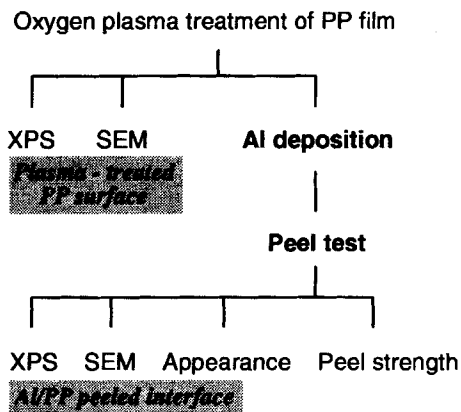 Oxygen plasma treatment of PP film
XPS SEM Al deposition
Plasma - treated
PP surface
Peel test
XPS SEM Appearance Peel strength
Al/PP peeled interface